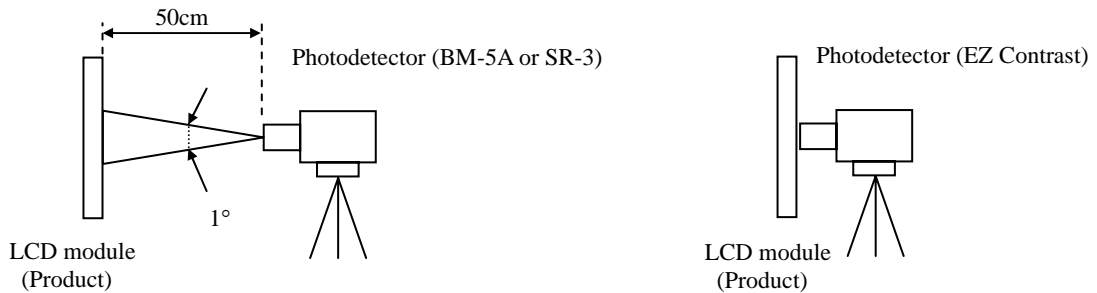 50cm
Photodetector (BM-5A or SR-3)
1°
LCD module
(Product)
Photodetector (EZ Contrast)
LCD module
(Product)